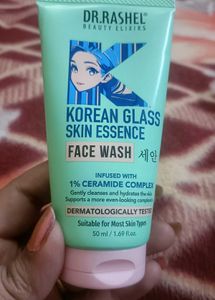 DR.RASHEL
BEAUTY ELIXIRS
K
KOREAN GLASS
SKIN ESSENCE
FACE WASH 세안
INFUSED WITH
1% CERAMIDE COMPLEX
Gently cleanses and hydrates the skin
Supports a more even-looking complexion
DERMATOLOGICALLY TESTED
Suitable for Most Skin Types
50 ml / 1.69 fl.oz.